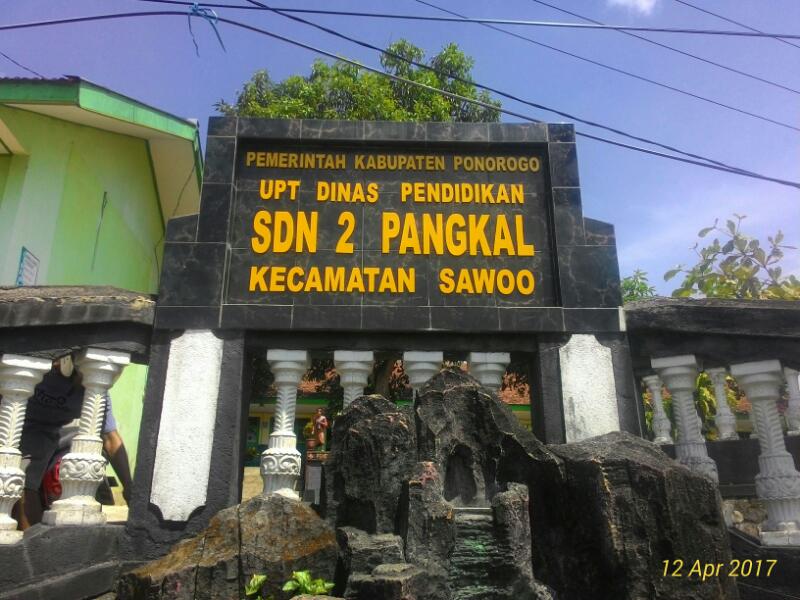 PEMERINTAH KABUPATEN PONOROGO
UPT DINAS PENDIDIKAN
SDN 2 PANGKAL
KECAMATAN SAWOO
12 Apr 2017